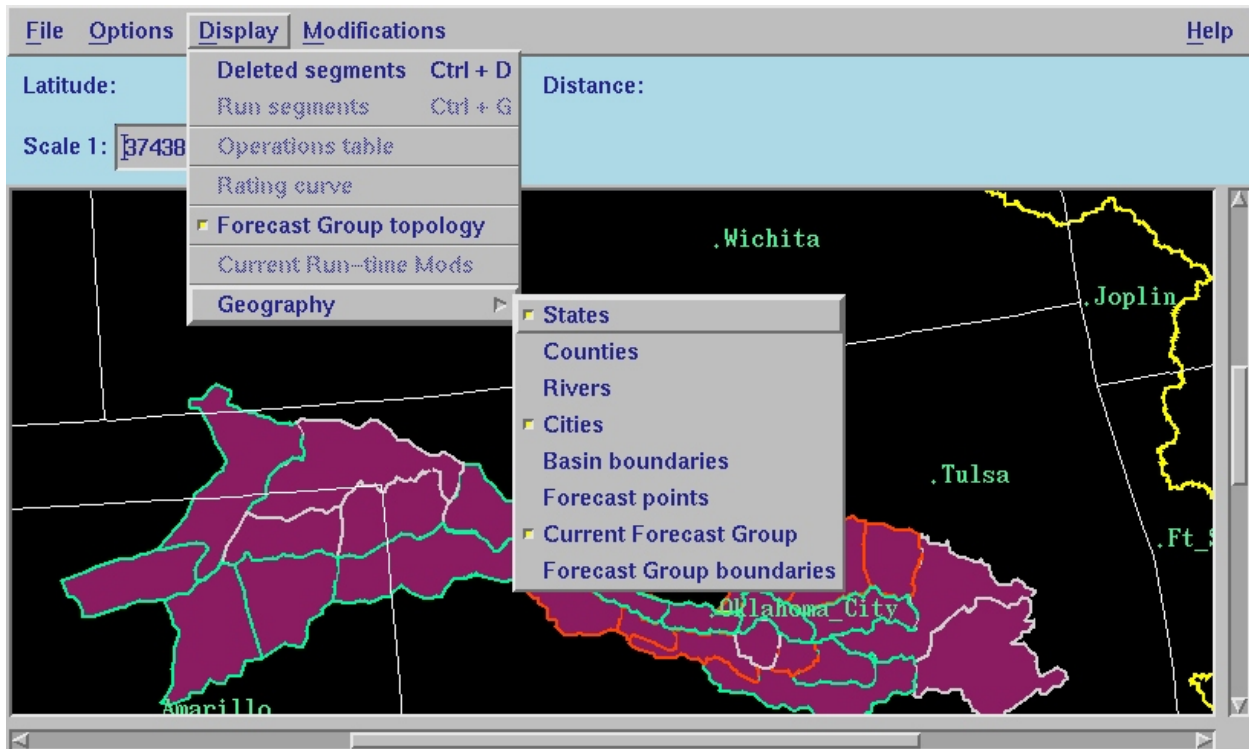 File Options Display Modifications Help
Deleted segments Ctrl + D
Latitude: Distance:
Run segments Ctrl + G
Scale 1: 37438 Operations table
Rating curve
Forecast Group topology
Current Run-time Mods
Geography
States
Counties
Rivers
Cities
Basin boundaries
Forecast points
Current Forecast Group
Forecast Group boundaries
.Wichita
.Joplin
.Tulsa
.Ft_S
.Oklahoma_City
Amarillo